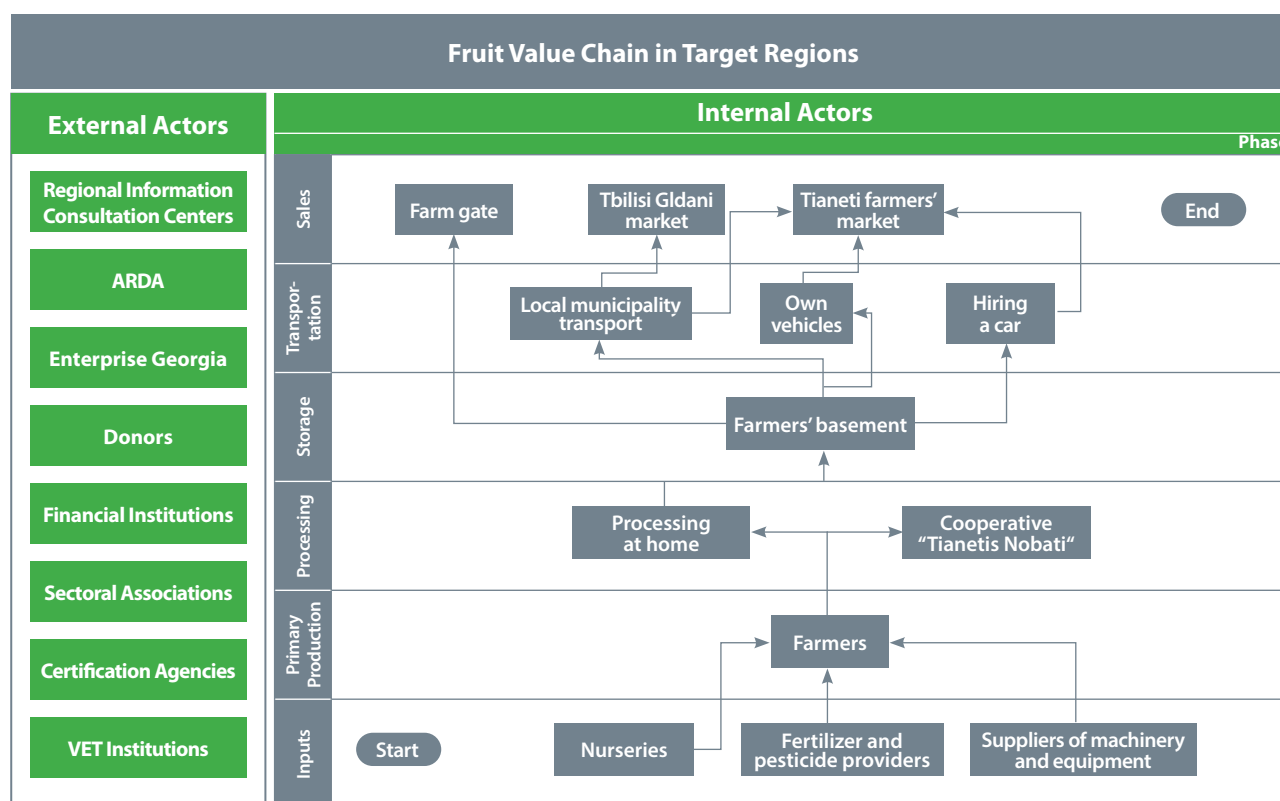 Fruit Value Chain in Target Regions
External Actors
Regional Information
Consultation Centers
ARDA
Enterprise Georgia
Donors
Financial Institutions
Sectoral Associations
Certification Agencies
VET Institutions
Internal Actors
Phase
Sales
Farm gate
Tbilisi Gldani
market
Tianeti farmers’
market
End
Transpor-
tation
Local municipality
transport
Own
vehicles
Hiring
a car
Storage
Farmers’ basement
Processing
Processing
at home
Cooperative
“Tianetis Nobati“
Primary
Production
Farmers
Inputs
Start
Nurseries
Fertilizer and
pesticide providers
Suppliers of machinery
and equipment